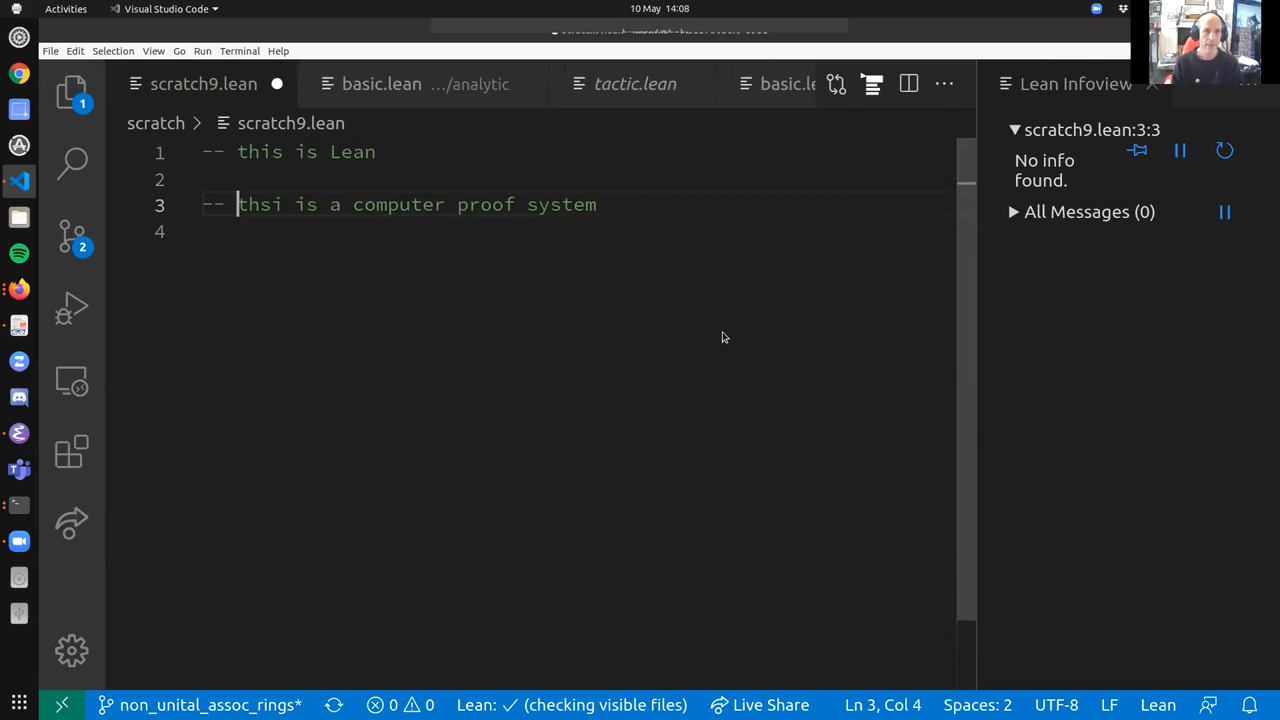 Activities
Visual Studio Code
10 May 14:08
File Edit Selection View Go Run Terminal Help
scratch9.lean
basic.lean …/analytic
tactic.lean
basic.le
Lean Infoview
scratch > scratch9.lean
1 -- this is Lean
2
3 -- thsi is a computer proof system
4
scratch9.lean:3:3
No info
found.
All Messages (0)
1
2
non_unital_assoc_rings*
0 0
Lean: ✓ (checking visible files)
Live Share
Ln 3, Col 4
Spaces: 2
UTF-8
LF
Lean